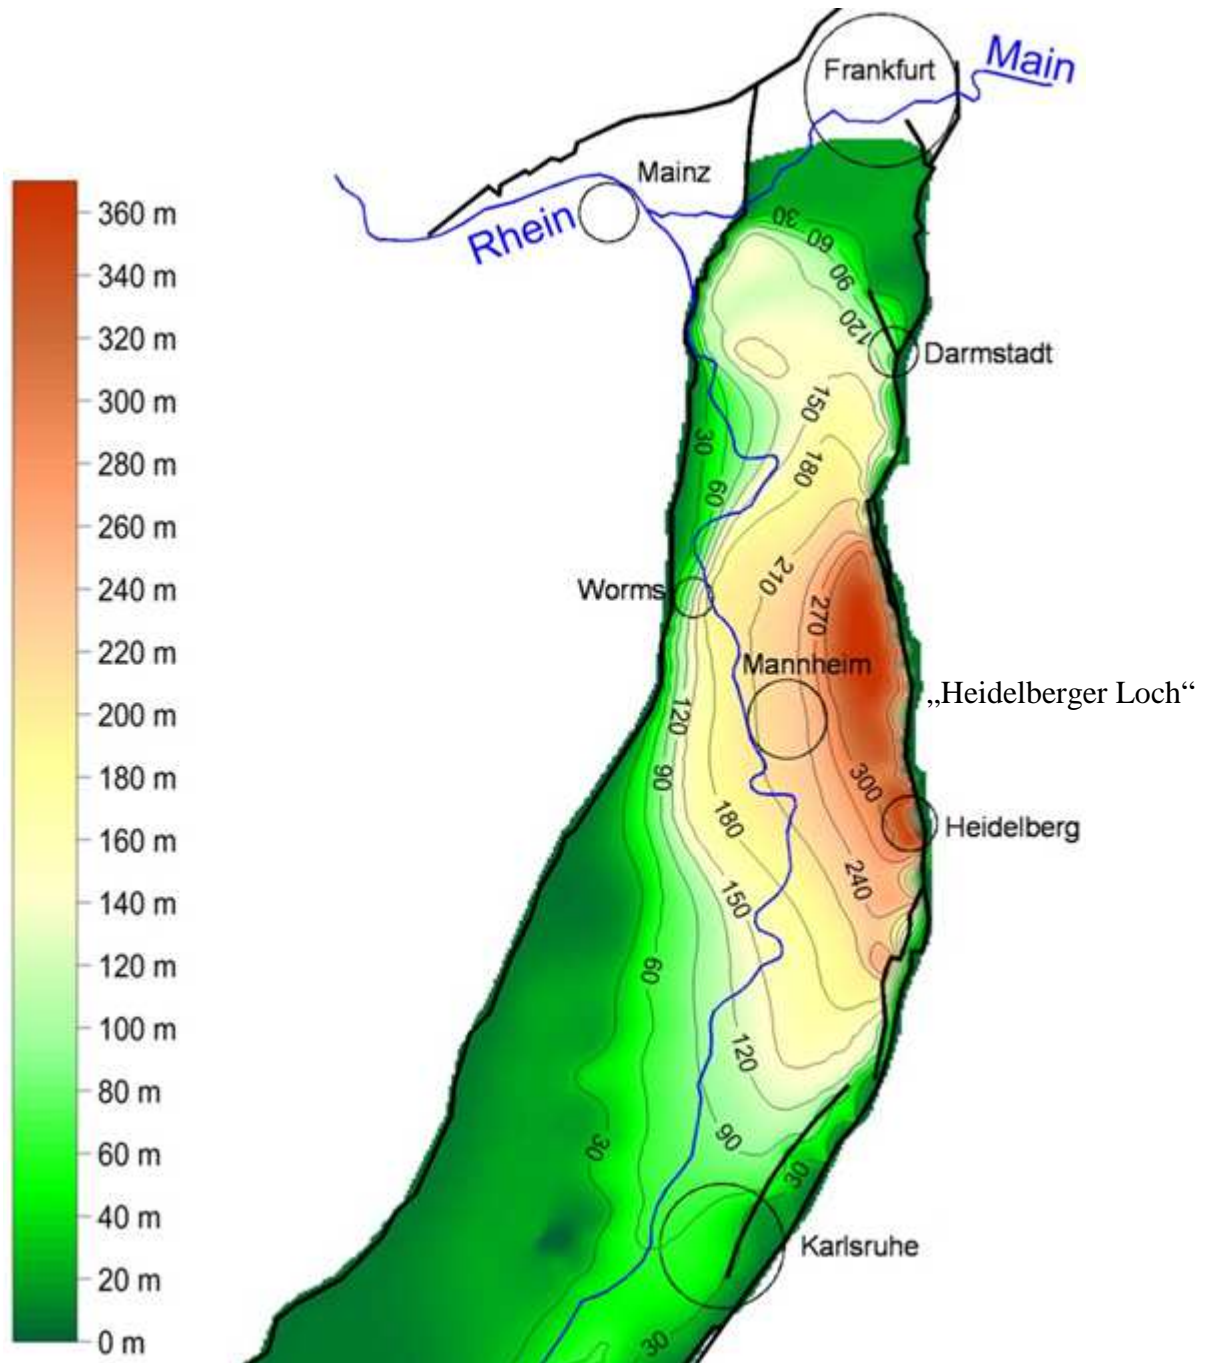 Frankfurt
Main
Mainz
Rhein
360 m
340 m
320 m
300 m
280 m
260 m
240 m
220 m
200 m
180 m
160 m
140 m
120 m
100 m
80 m
60 m
40 m
20 m
0 m
30
60
90
120
Darmstadt
150
30
180
60
210
Worms
270
Mannheim
„Heidelberger Loch“
120
90
300
180
Heidelberg
240
150
60
120
90
30
30
Karlsruhe
30